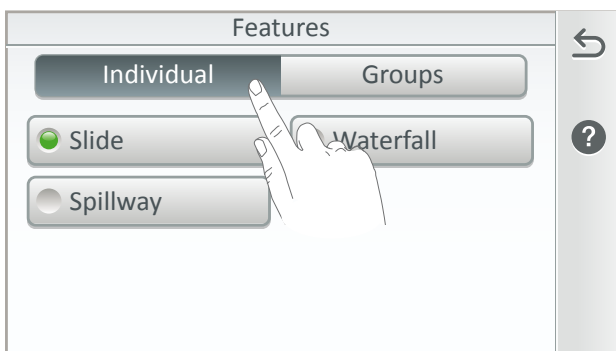 Features
Individual Groups
Slide Waterfall
Spillway
?